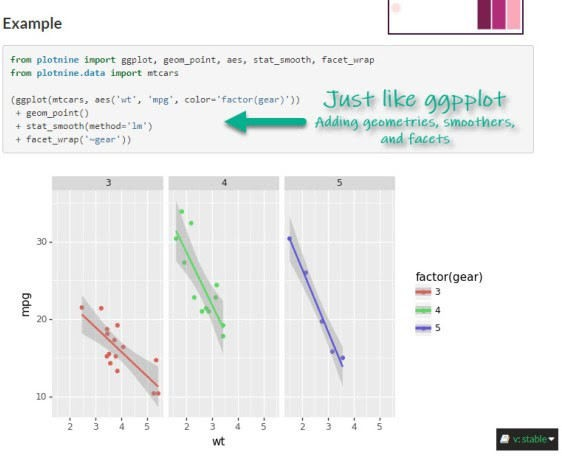 Example
from plotnine import ggplot, geom_point, aes, stat_smooth, facet_wrap
from plotnine.data import mtcars
(ggplot(mtcars, aes('wt', 'mpg', color='factor(gear)'))
+ geom_point()
+ stat_smooth(method='lm')
+ facet_wrap('~gear'))
Just like ggpplot
Adding geometries, smoothers,
and facets
3 4 5
mpg
30
20
10
2 3 4 5 2 3 4 5 2 3 4 5
wt
factor(gear)
3
4
5
v: stable